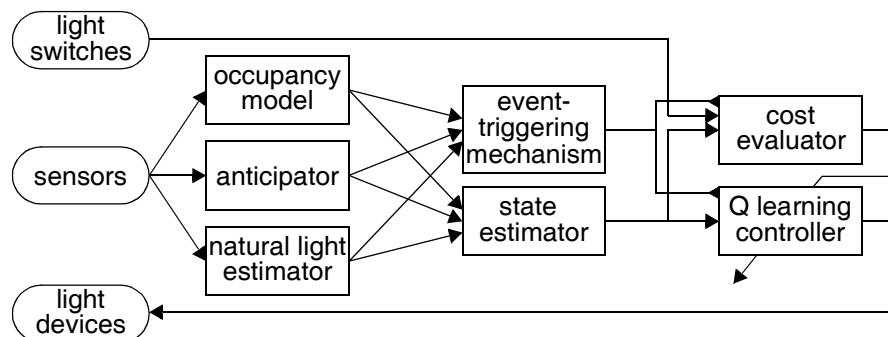 light
switches
occupancy
model
event-
triggering
mechanism
cost
evaluator
sensors
anticipator
natural light
estimator
state
estimator
Q learning
controller
light
devices